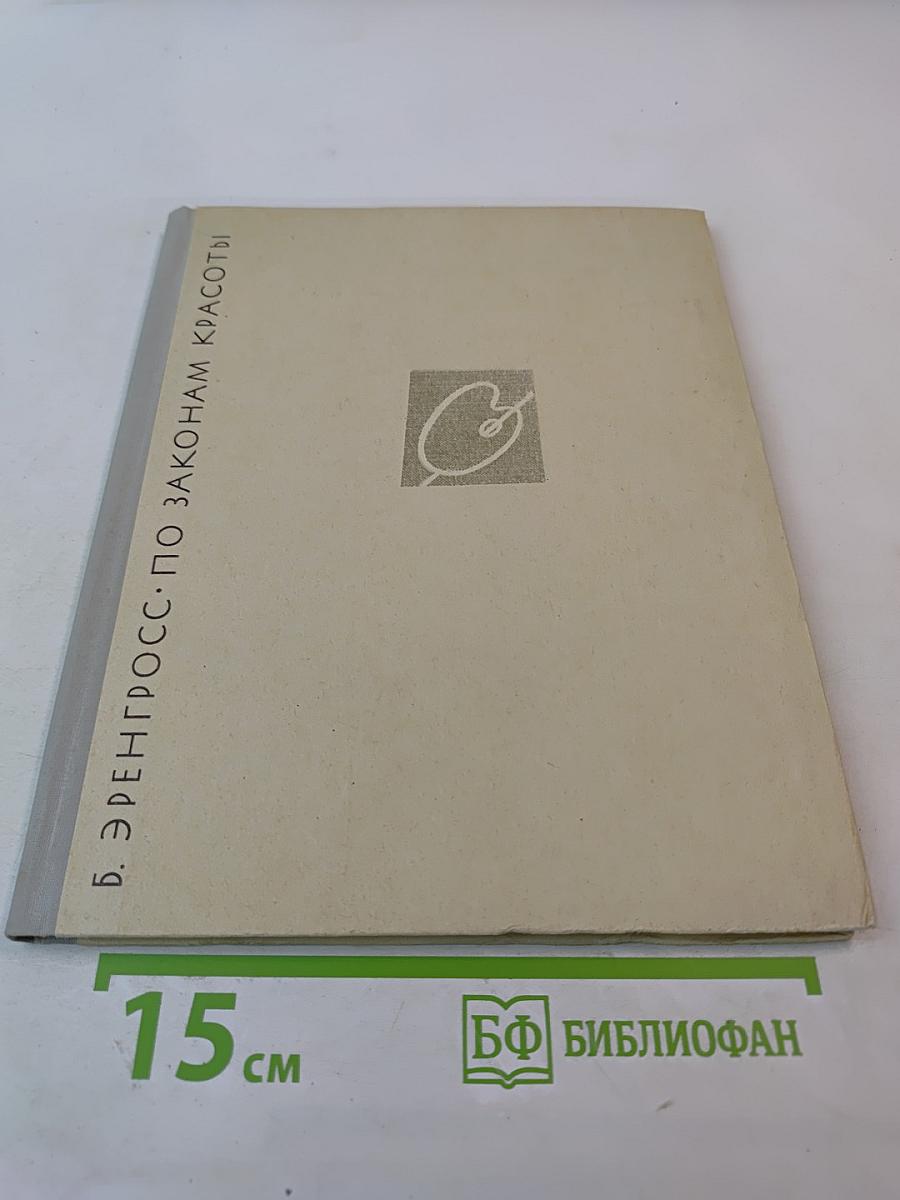 Б. ЭРЕНГРОСС · ПО ЗАКОНАМ КРАСОТЫ
15 см
БФ БИБЛИОФАН